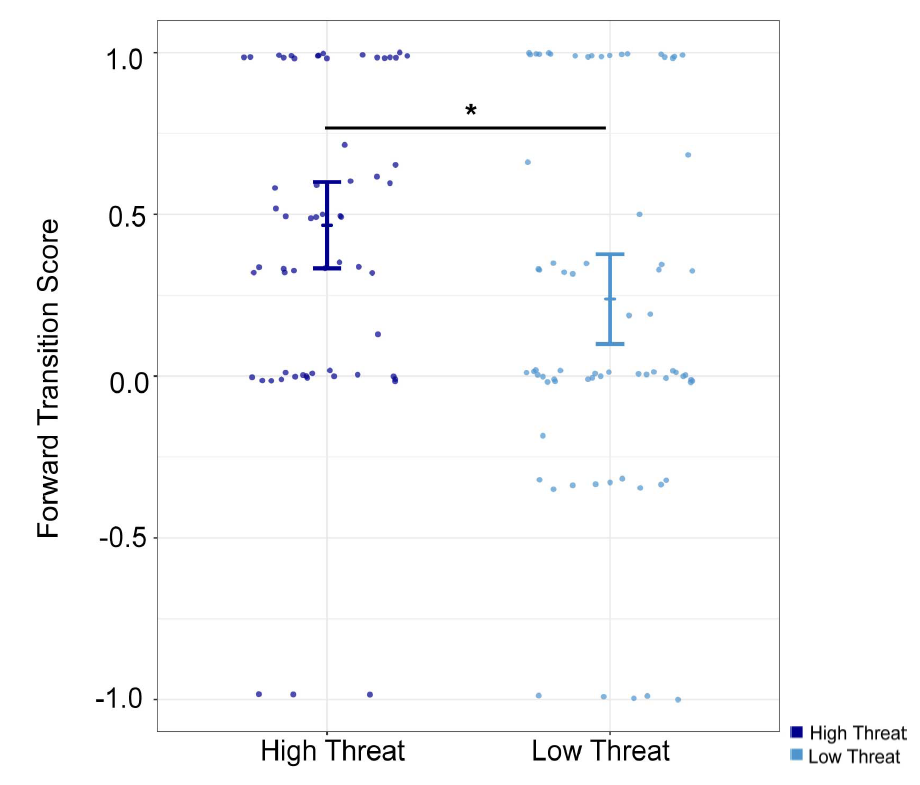 Forward Transition Score
1.0
0.5
0.0
-0.5
-1.0
*
High Threat
Low Threat
High Threat
Low Threat